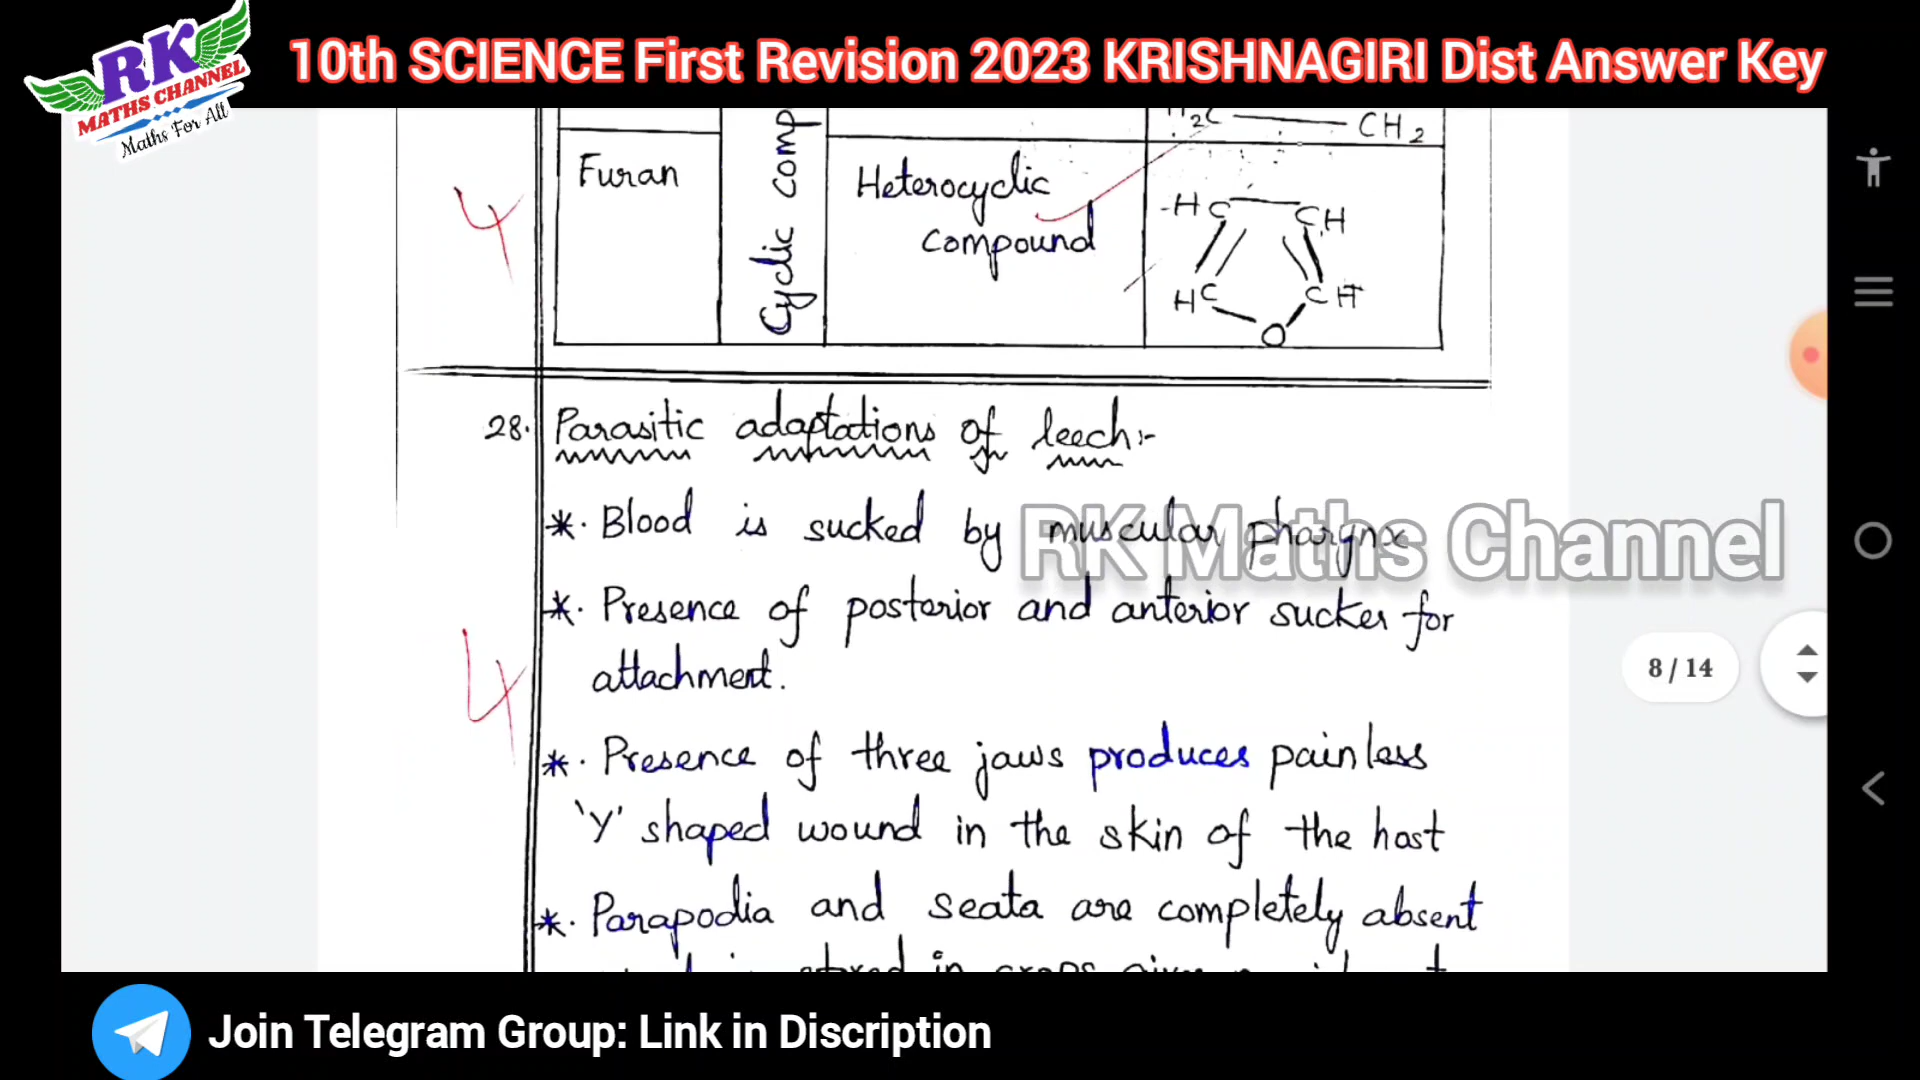 RK
MATHS CHANNEL
Maths For All
10th SCIENCE First Revision 2023 KRISHNAGIRI Dist Answer Key
H2C CH2
Furan
Cyclic comp
Heterocyclic
compound
HC CH
HC CH
O
4
28. Parasitic adaptations of leech:-
*. Blood is sucked by muscular pharynx
RK Maths Channel
*. Presence of posterior and anterior sucker for
attachment.
4
*. Presence of three jaws produces painless
'Y' shaped wound in the skin of the host
*. Parapodia and seata are completely absent
stored in crops
8 / 14
Join Telegram Group: Link in Discription